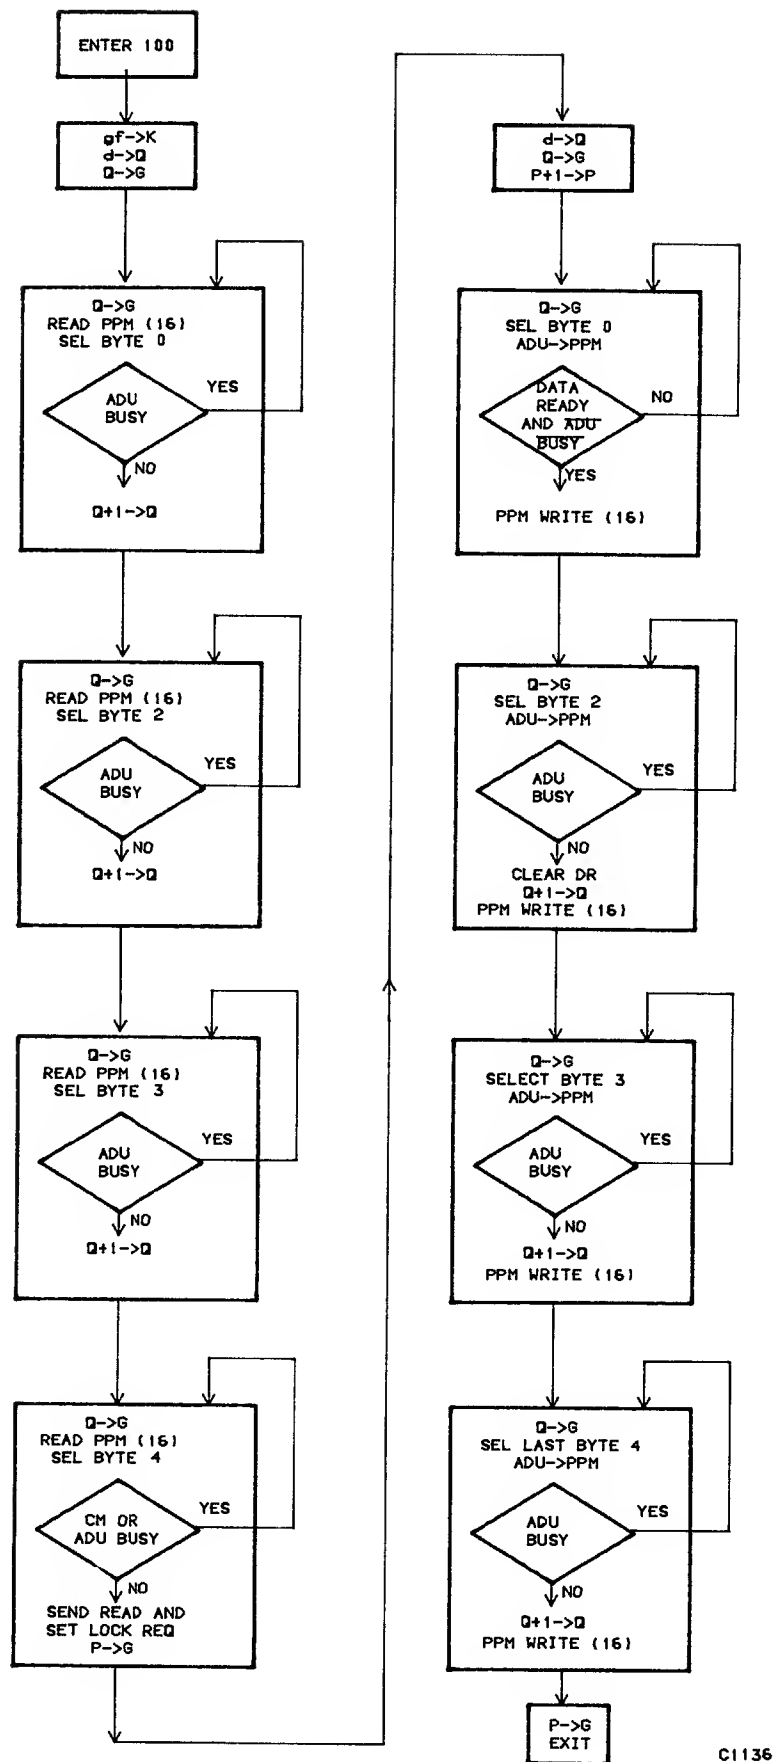 ENTER 100
gf->K
d->Q
Q->G
Q->G
READ PPM (16)
SEL BYTE 0
ADU
BUSY
YES
NO
Q+1->Q
Q->G
READ PPM (16)
SEL BYTE 2
ADU
BUSY
YES
NO
Q+1->Q
Q->G
READ PPM (16)
SEL BYTE 3
ADU
BUSY
YES
NO
Q+1->Q
Q->G
READ PPM (16)
SEL BYTE 4
CM OR
ADU BUSY
YES
NO
SEND READ AND
SET LOCK REQ
P->G
d->Q
Q->G
P+1->P
Q->G
SEL BYTE 0
ADU->PPM
DATA
READY
AND ADU
BUSY
NO
YES
PPM WRITE (16)
Q->G
SEL BYTE 2
ADU->PPM
ADU
BUSY
YES
NO
CLEAR DR
Q+1->Q
PPM WRITE (16)
Q->G
SELECT BYTE 3
ADU->PPM
ADU
BUSY
YES
NO
Q+1->Q
PPM WRITE (16)
Q->G
SEL LAST BYTE 4
ADU->PPM
ADU
BUSY
YES
NO
Q+1->Q
PPM WRITE (16)
P->G
EXIT
C1136